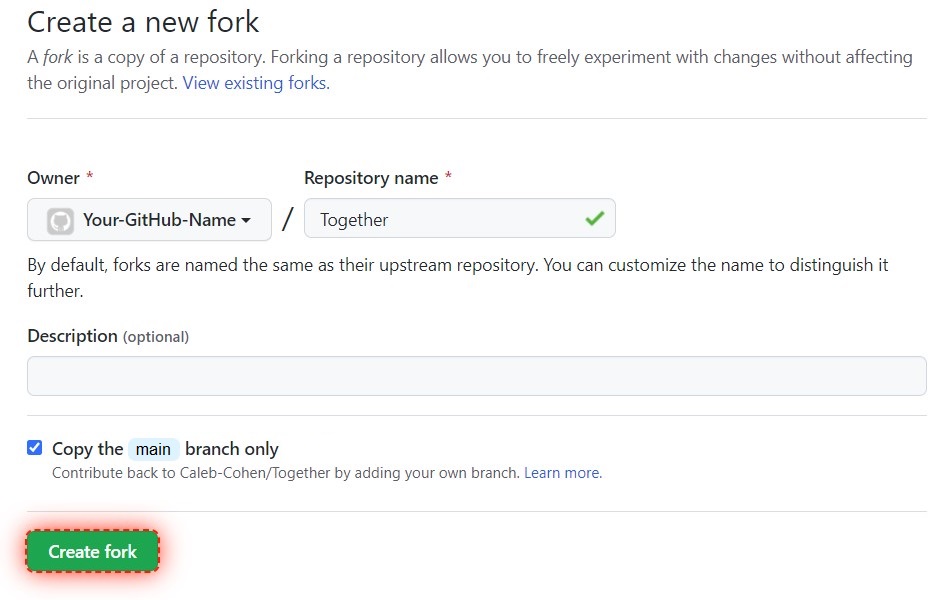 Create a new fork
A fork is a copy of a repository. Forking a repository allows you to freely experiment with changes without affecting
the original project. View existing forks.
Owner *
Repository name *
Your-GitHub-Name
/
Together
By default, forks are named the same as their upstream repository. You can customize the name to distinguish it
further.
Description (optional)
Copy the main branch only
Contribute back to Caleb-Cohen/Together by adding your own branch. Learn more.
Create fork